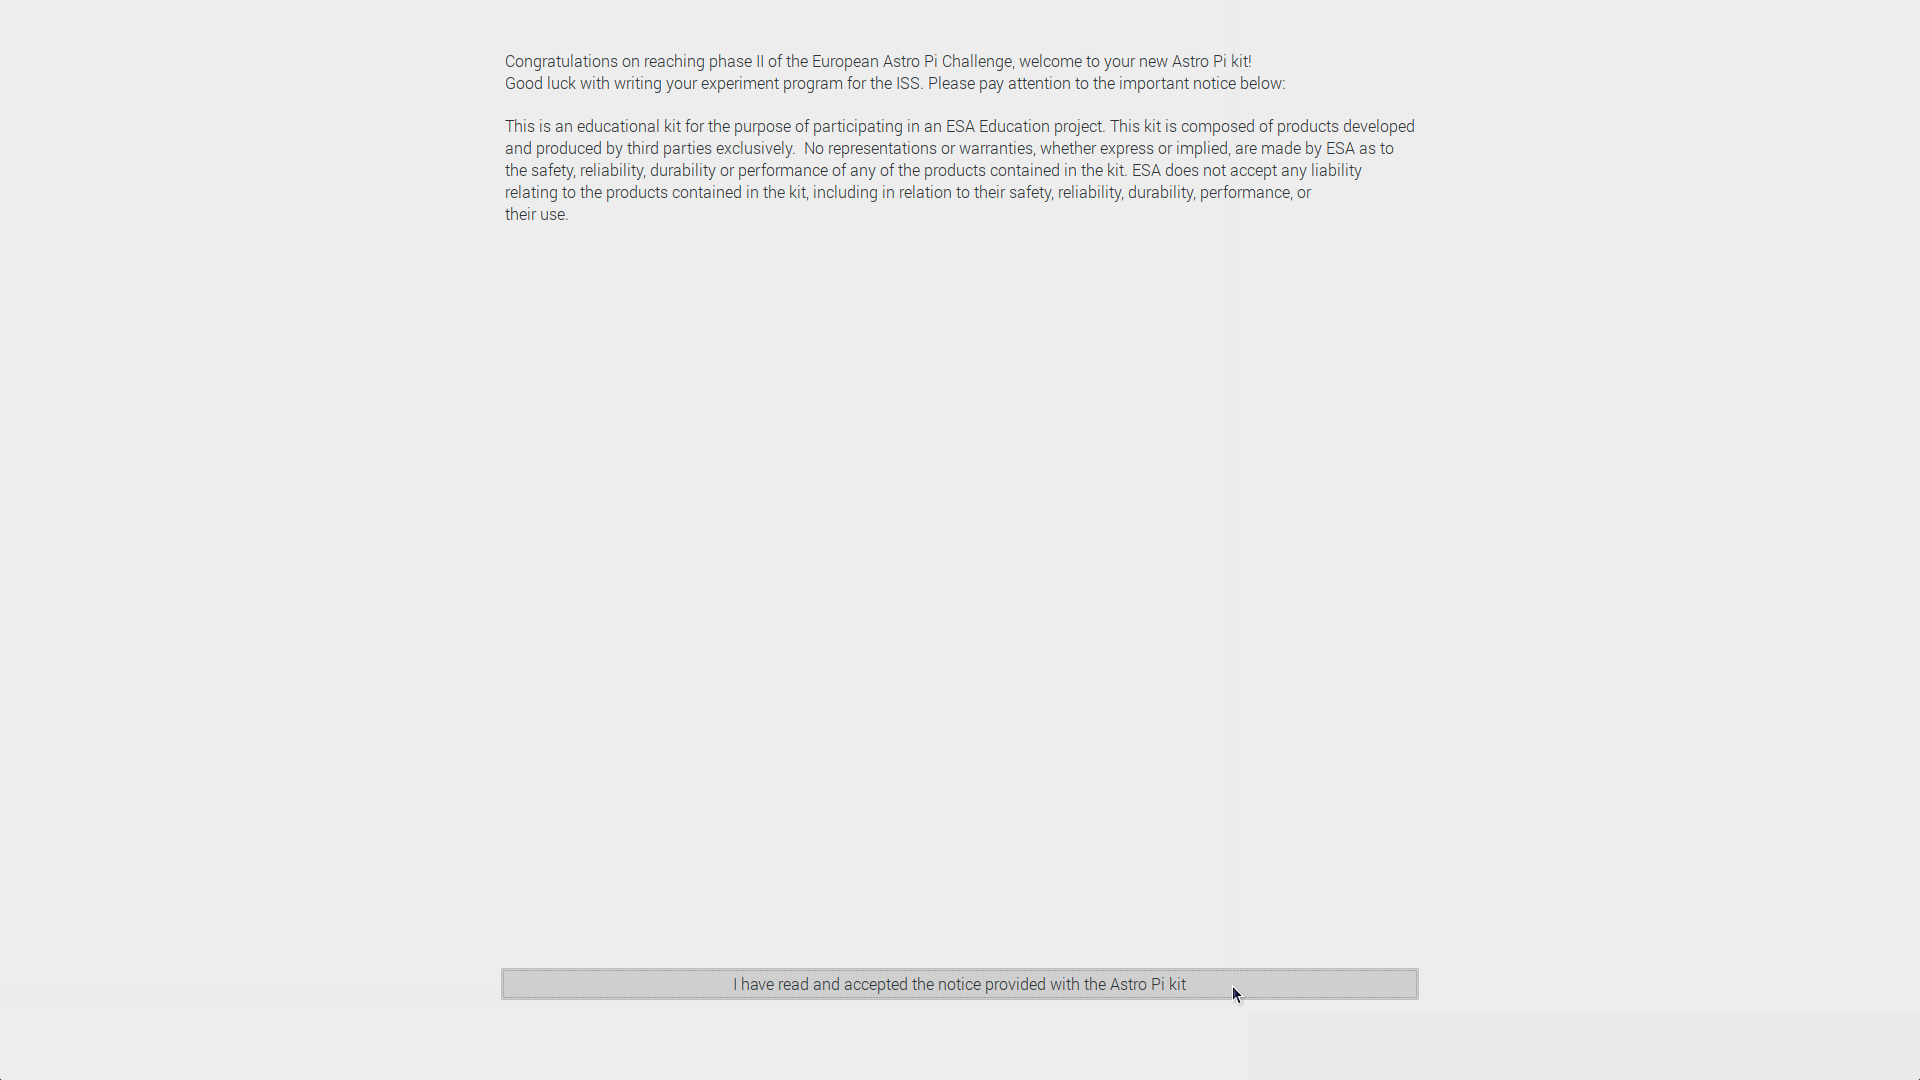 Congratulations on reaching phase II of the European Astro Pi Challenge, welcome to your new Astro Pi kit!
Good luck with writing your experiment program for the ISS. Please pay attention to the important notice below:
This is an educational kit for the purpose of participating in an ESA Education project. This kit is composed of products developed
and produced by third parties exclusively.  No representations or warranties, whether express or implied, are made by ESA as to
the safety, reliability, durability or performance of any of the products contained in the kit. ESA does not accept any liability
relating to the products contained in the kit, including in relation to their safety, reliability, durability, performance, or
their use.
I have read and accepted the notice provided with the Astro Pi kit